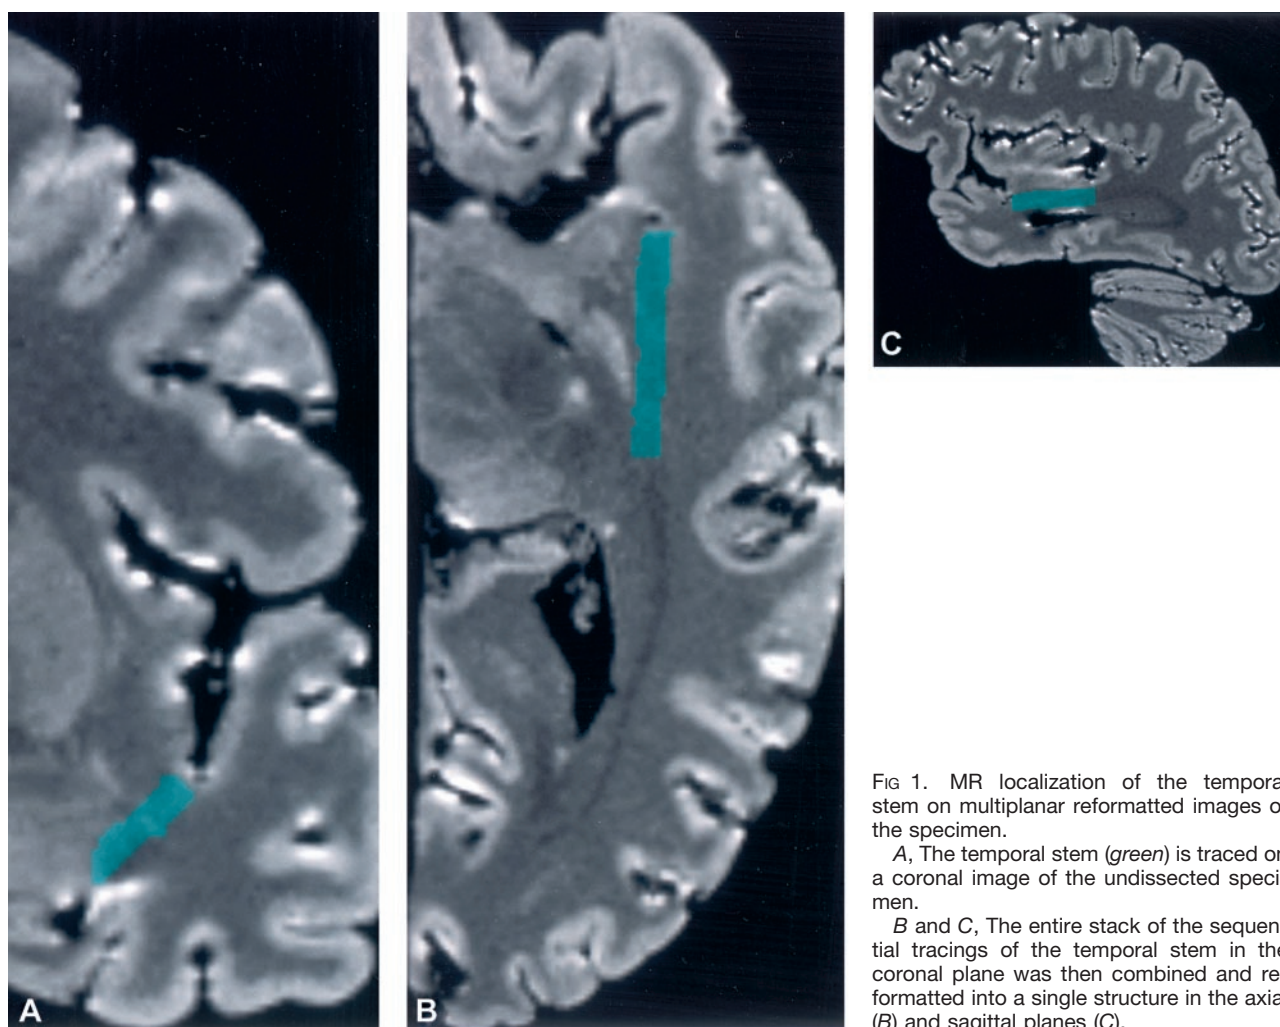 A
B
C
FIG 1. MR localization of the tempora
stem on multiplanar reformatted images o
the specimen.
A, The temporal stem (green) is traced on
a coronal image of the undissected speci
men.
B and C, The entire stack of the sequen
tial tracings of the temporal stem in the
coronal plane was then combined and re
formatted into a single structure in the axial
(B) and sagittal planes (C).